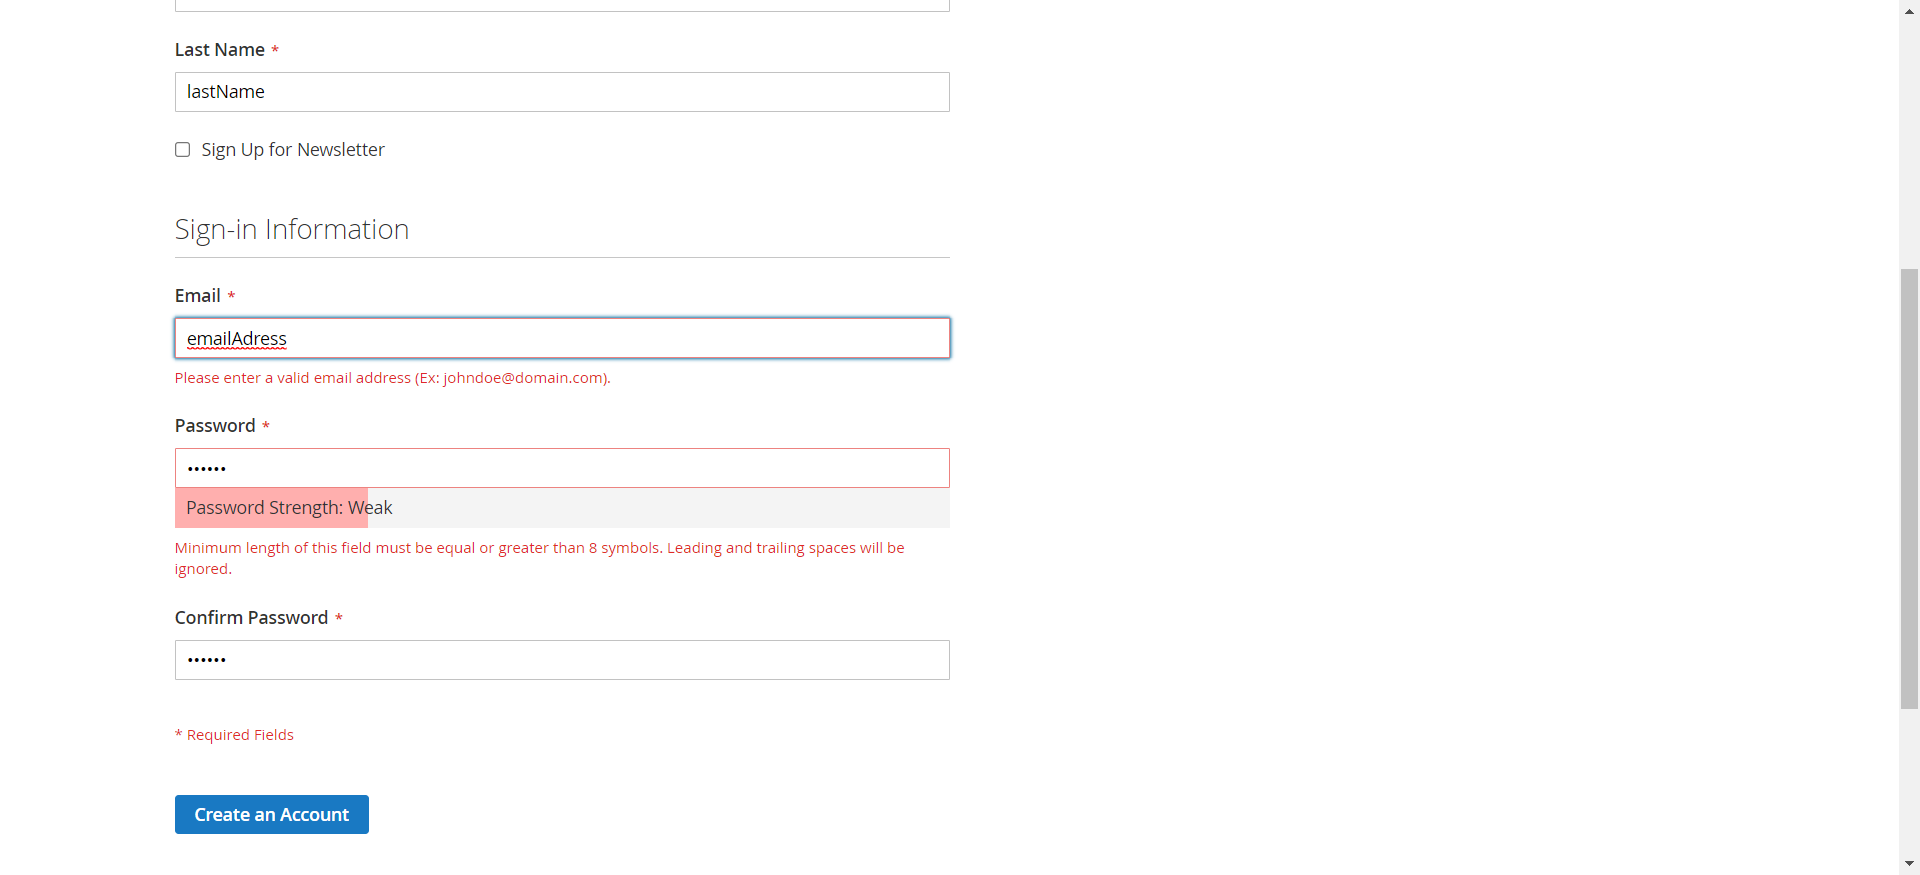 Last Name *
lastName
Sign Up for Newsletter
Sign-in Information
Email *
emailAdress
Please enter a valid email address (Ex: johndoe@domain.com).
Password *
••••••
Password Strength: Weak
Minimum length of this field must be equal or greater than 8 symbols. Leading and trailing spaces will be
ignored.
Confirm Password *
••••••
* Required Fields
Create an Account